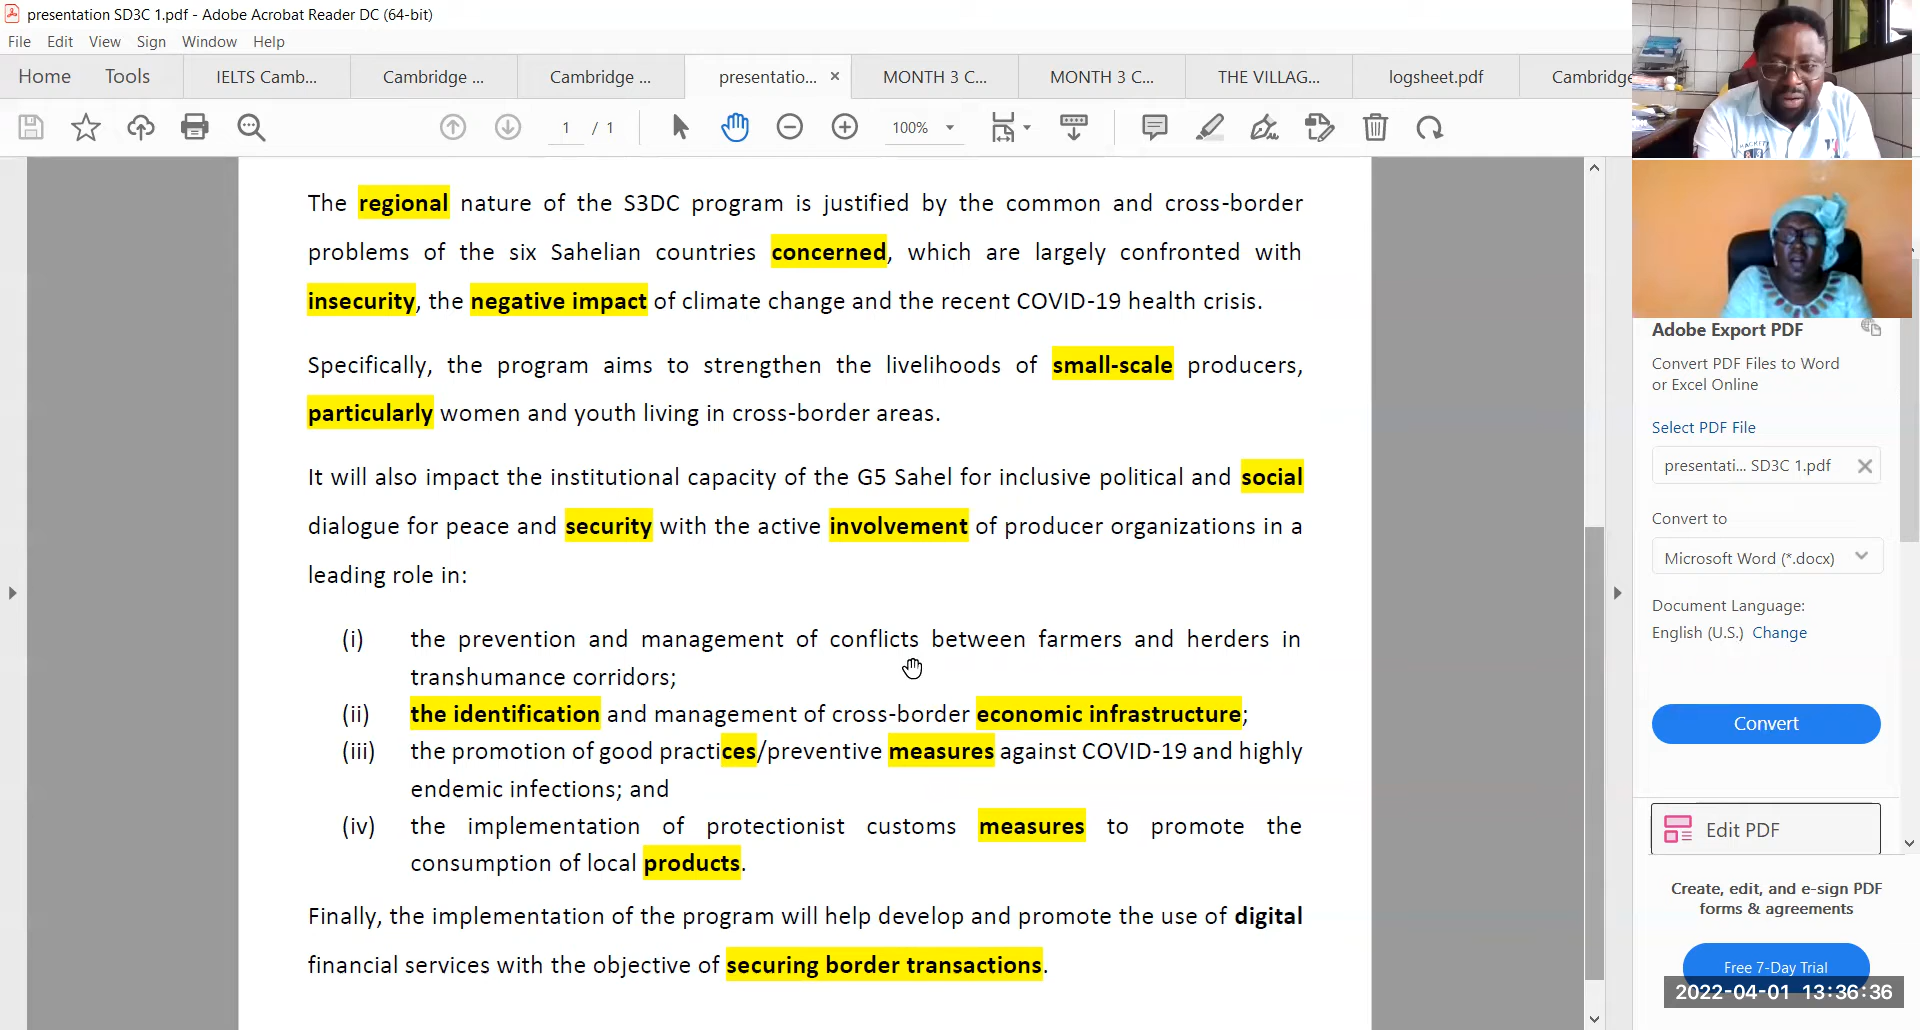 presentation SD3C 1.pdf - Adobe Acrobat Reader DC (64-bit)
File Edit View Sign Window Help
Home Tools IELTS Camb... Cambridge ... Cambridge ... presentatio... × MONTH 3 C... MONTH 3 C... THE VILLAG... logsheet.pdf Cambridge
1 / 1 100%
The regional nature of the S3DC program is justified by the common and cross-border
problems of the six Sahelian countries concerned, which are largely confronted with
insecurity, the negative impact of climate change and the recent COVID-19 health crisis.
Specifically, the program aims to strengthen the livelihoods of small-scale producers,
particularly women and youth living in cross-border areas.
It will also impact the institutional capacity of the G5 Sahel for inclusive political and social
dialogue for peace and security with the active involvement of producer organizations in a
leading role in:
(i) the prevention and management of conflicts between farmers and herders in
transhumance corridors;
(ii) the identification and management of cross-border economic infrastructure;
(iii) the promotion of good practices/preventive measures against COVID-19 and highly
endemic infections; and
(iv) the implementation of protectionist customs measures to promote the
consumption of local products.
Finally, the implementation of the program will help develop and promote the use of digital
financial services with the objective of securing border transactions.
Adobe Export PDF
Convert PDF Files to Word
or Excel Online
Select PDF File
presentati... SD3C 1.pdf
Convert to
Microsoft Word (*.docx)
Document Language:
English (U.S.) Change
Convert
Edit PDF
Create, edit, and e-sign PDF
forms & agreements
Free 7-Day Trial
2022-04-01 13:36:36